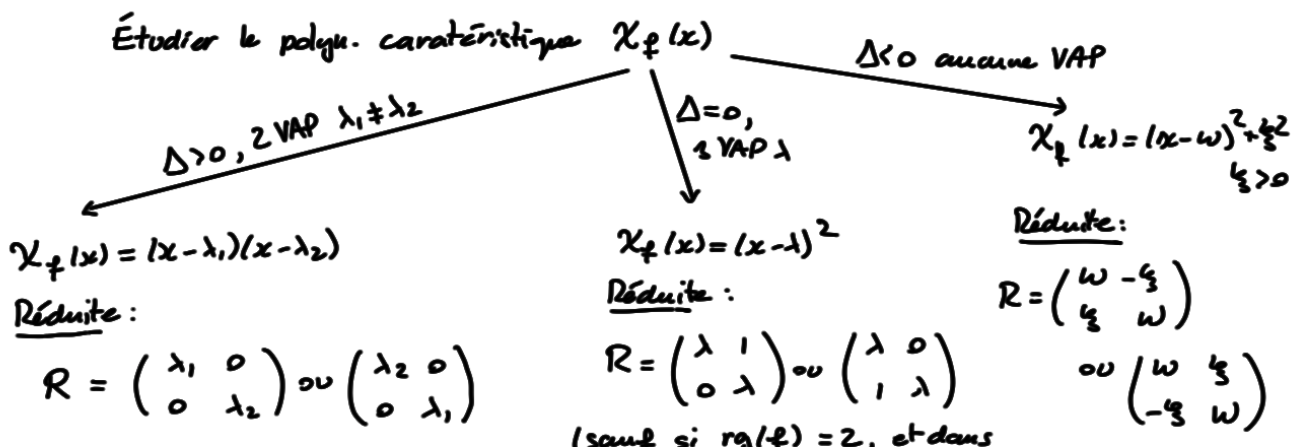 Étudier le polyn. caratéristique χ_f(x)
Δ>0, 2 VAP λ₁≠λ₂
Δ=0,
1 VAP λ
Δ<0 aucune VAP
χ_f(x) = (x-λ₁)(x-λ₂)
Réduite :
R = (λ₁ 0 ; 0 λ₂) ou (λ₂ 0 ; 0 λ₁)
χ_f(x) = (x-λ)²
Réduite :
R = (λ 1 ; 0 λ) ou (λ 0 ; 1 λ)
(sauf si rg(f) = 2, et dans
χ_f(x) = (x-ω)² + ξ²
ξ>0
Réduite :
R = (ω -ξ ; ξ ω)
ou (ω ξ ; -ξ ω)